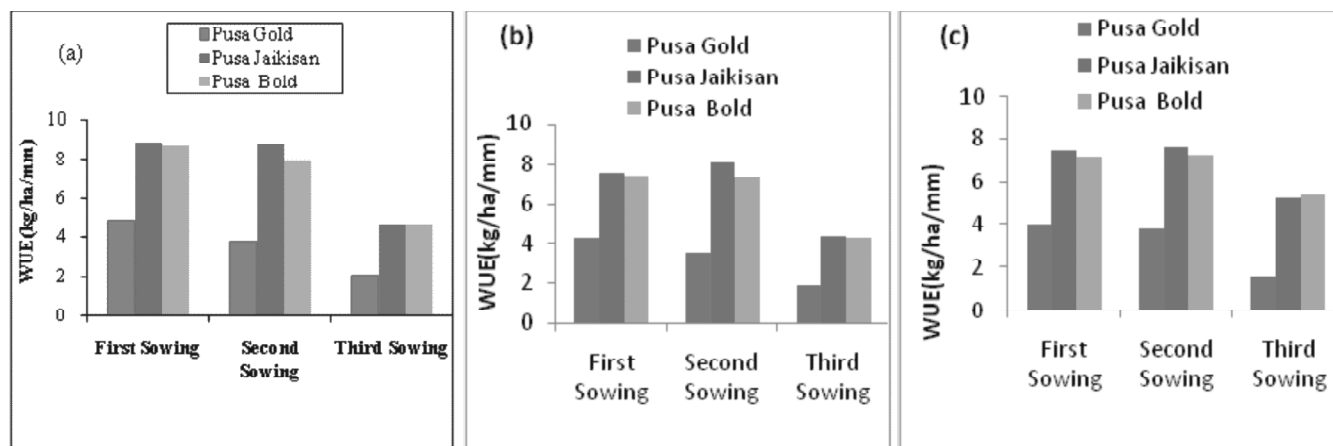 (a)
Pusa Gold
Pusa Jaikisan
Pusa Bold
WUE(kg/ha/mm)
10
8
6
4
2
0
First Sowing
Second Sowing
Third Sowing
(b)
Pusa Gold
Pusa Jaikisan
Pusa Bold
WUE(kg/ha/mm)
10
8
6
4
2
0
First
Sowing
Second
Sowing
Third
Sowing
(c)
Pusa Gold
Pusa Jaikisan
Pusa Bold
WUE(kg/ha/mm)
10
8
6
4
2
0
First
Sowing
Second
Sowing
Third
Sowing